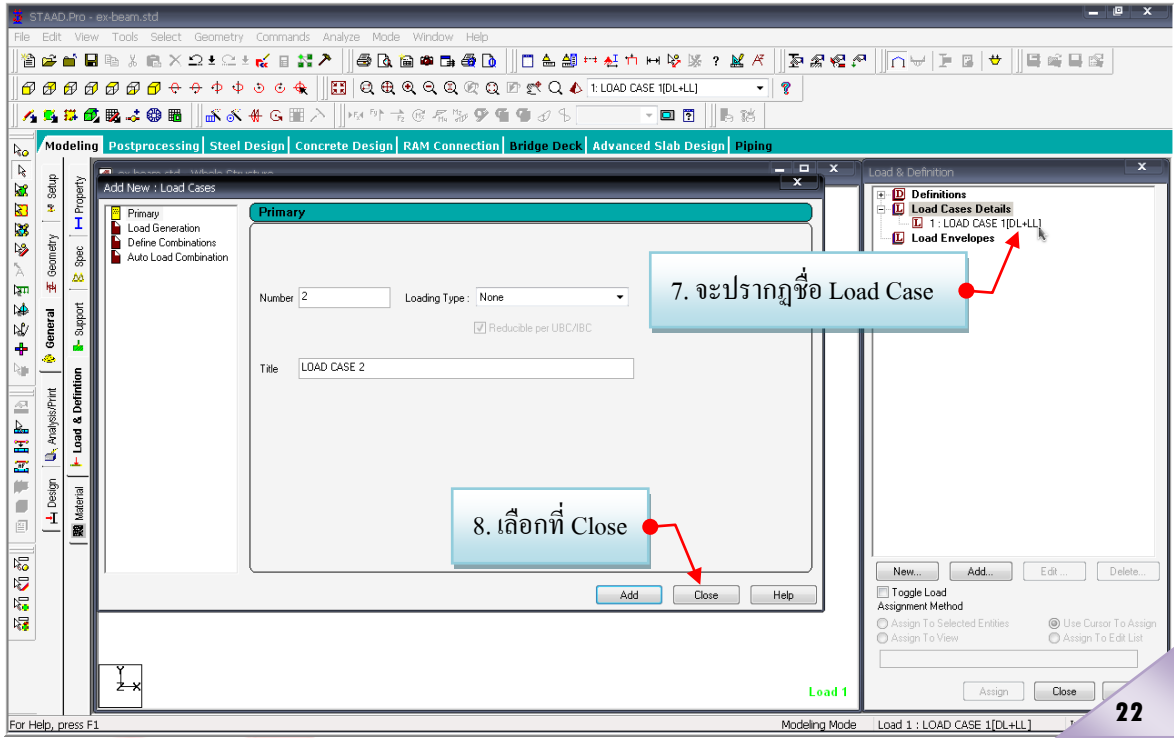 STAAD.Pro - ex-beam.std
File Edit View Tools Select Geometry Commands Analyze Mode Window Help
1: LOAD CASE 1[DL+LL]
Modeling Postprocessing Steel Design Concrete Design RAM Connection Bridge Deck Advanced Slab Design Piping
Setup
Geometry
General
Analysis/Print
Design
Property
Spec
Support
Load & Defintion
Material
ex-beam.std - Whole Structure
Add New : Load Cases
Primary
Load Generation
Define Combinations
Auto Load Combination
Primary
Number 2 Loading Type : None
Reducible per UBC/IBC
Title LOAD CASE 2
Add Close Help
Load & Definition
Definitions
Load Cases Details
1 : LOAD CASE 1[DL+LL]
Load Envelopes
7. จะปรากฏชื่อ Load Case
8. เลือกที่ Close
New... Add... Edit ... Delete...
Toggle Load
Assignment Method
Assign To Selected Entities Use Cursor To Assign
Assign To View Assign To Edit List
Assign Close
Y
Z X
Load 1
22
For Help, press F1 Modeling Mode Load 1 : LOAD CASE 1[DL+LL]